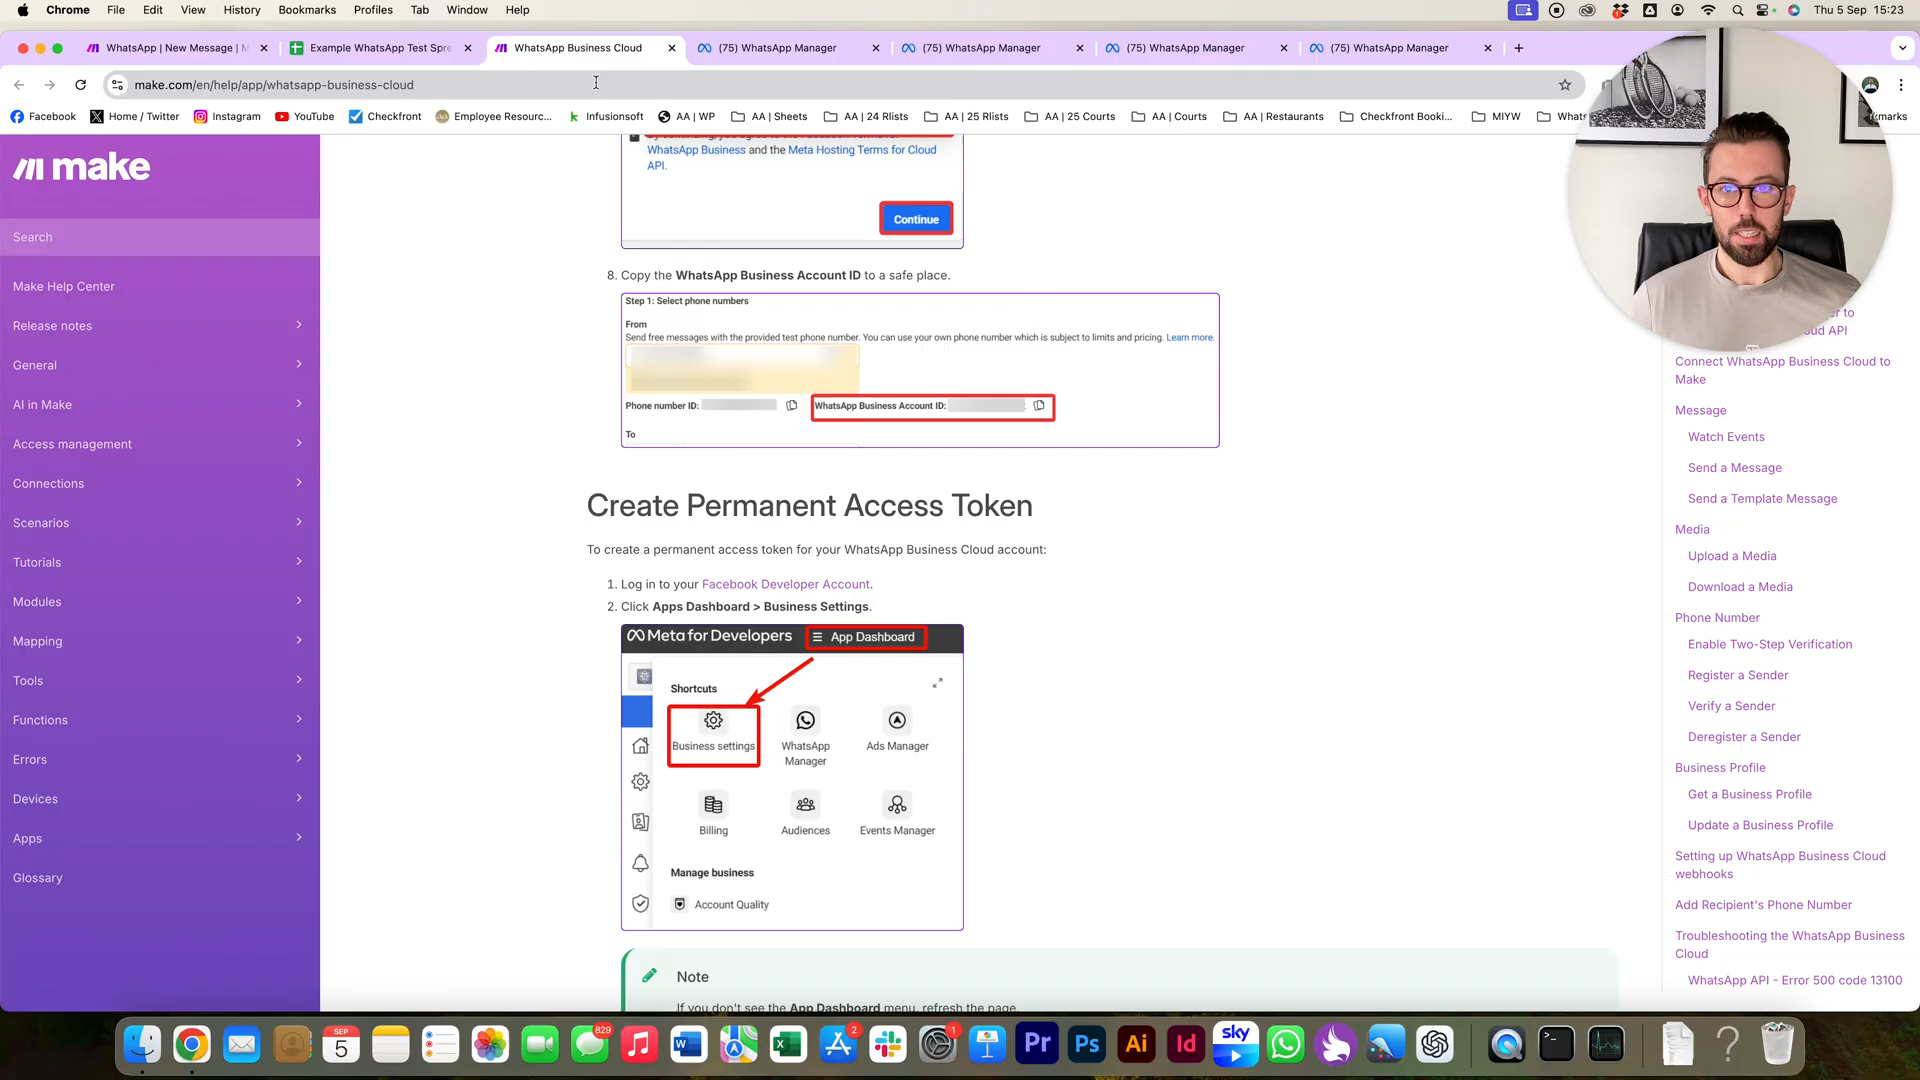 Chrome File Edit View History Bookmarks Profiles Tab Window Help
Thu 5 Sep 15:23
WhatsApp | New Message | M
Example WhatsApp Test Spre
WhatsApp Business Cloud
(75) WhatsApp Manager
(75) WhatsApp Manager
(75) WhatsApp Manager
(75) WhatsApp Manager
make.com/en/help/app/whatsapp-business-cloud
Facebook
Home / Twitter
Instagram
YouTube
Checkfront
Employee Resourc...
Infusionsoft
AA | WP
AA | Sheets
AA | 24 Rlists
AA | 25 Rlists
AA | 25 Courts
AA | Courts
AA | Restaurants
Checkfront Booki...
MIYW
Whats
make
Search
Make Help Center
Release notes
General
AI in Make
Access management
Connections
Scenarios
Tutorials
Modules
Mapping
Tools
Functions
Errors
Devices
Apps
Glossary
WhatsApp Business and the Meta Hosting Terms for Cloud
API.
Continue
8. Copy the WhatsApp Business Account ID to a safe place.
Step 1: Select phone numbers
From
Send free messages with the provided test phone number. You can use your own phone number which is subject to limits and pricing. Learn more.
Phone number ID:
WhatsApp Business Account ID:
To
Create Permanent Access Token
To create a permanent access token for your WhatsApp Business Cloud account:
1. Log in to your Facebook Developer Account.
2. Click Apps Dashboard > Business Settings.
Meta for Developers
App Dashboard
Shortcuts
Business settings
WhatsApp
Manager
Ads Manager
Billing
Audiences
Events Manager
Manage business
Account Quality
Note
If you don't see the App Dashboard menu, refresh the page.
Connect WhatsApp Business Cloud to
Make
Message
Watch Events
Send a Message
Send a Template Message
Media
Upload a Media
Download a Media
Phone Number
Enable Two-Step Verification
Register a Sender
Verify a Sender
Deregister a Sender
Business Profile
Get a Business Profile
Update a Business Profile
Setting up WhatsApp Business Cloud
webhooks
Add Recipient's Phone Number
Troubleshooting the WhatsApp Business
Cloud
WhatsApp API - Error 500 code 13100
SEP
5
829
2
1
Pr
Ps
Ai
Id
sky